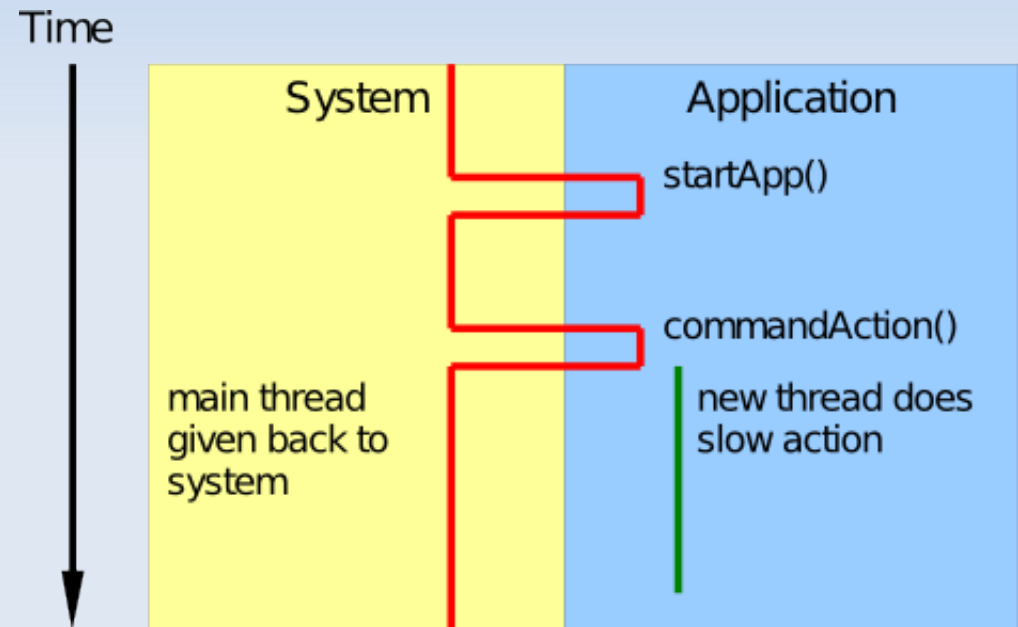 Time
System
Application
startApp()
commandAction()
main thread
given back to
system
new thread does
slow action